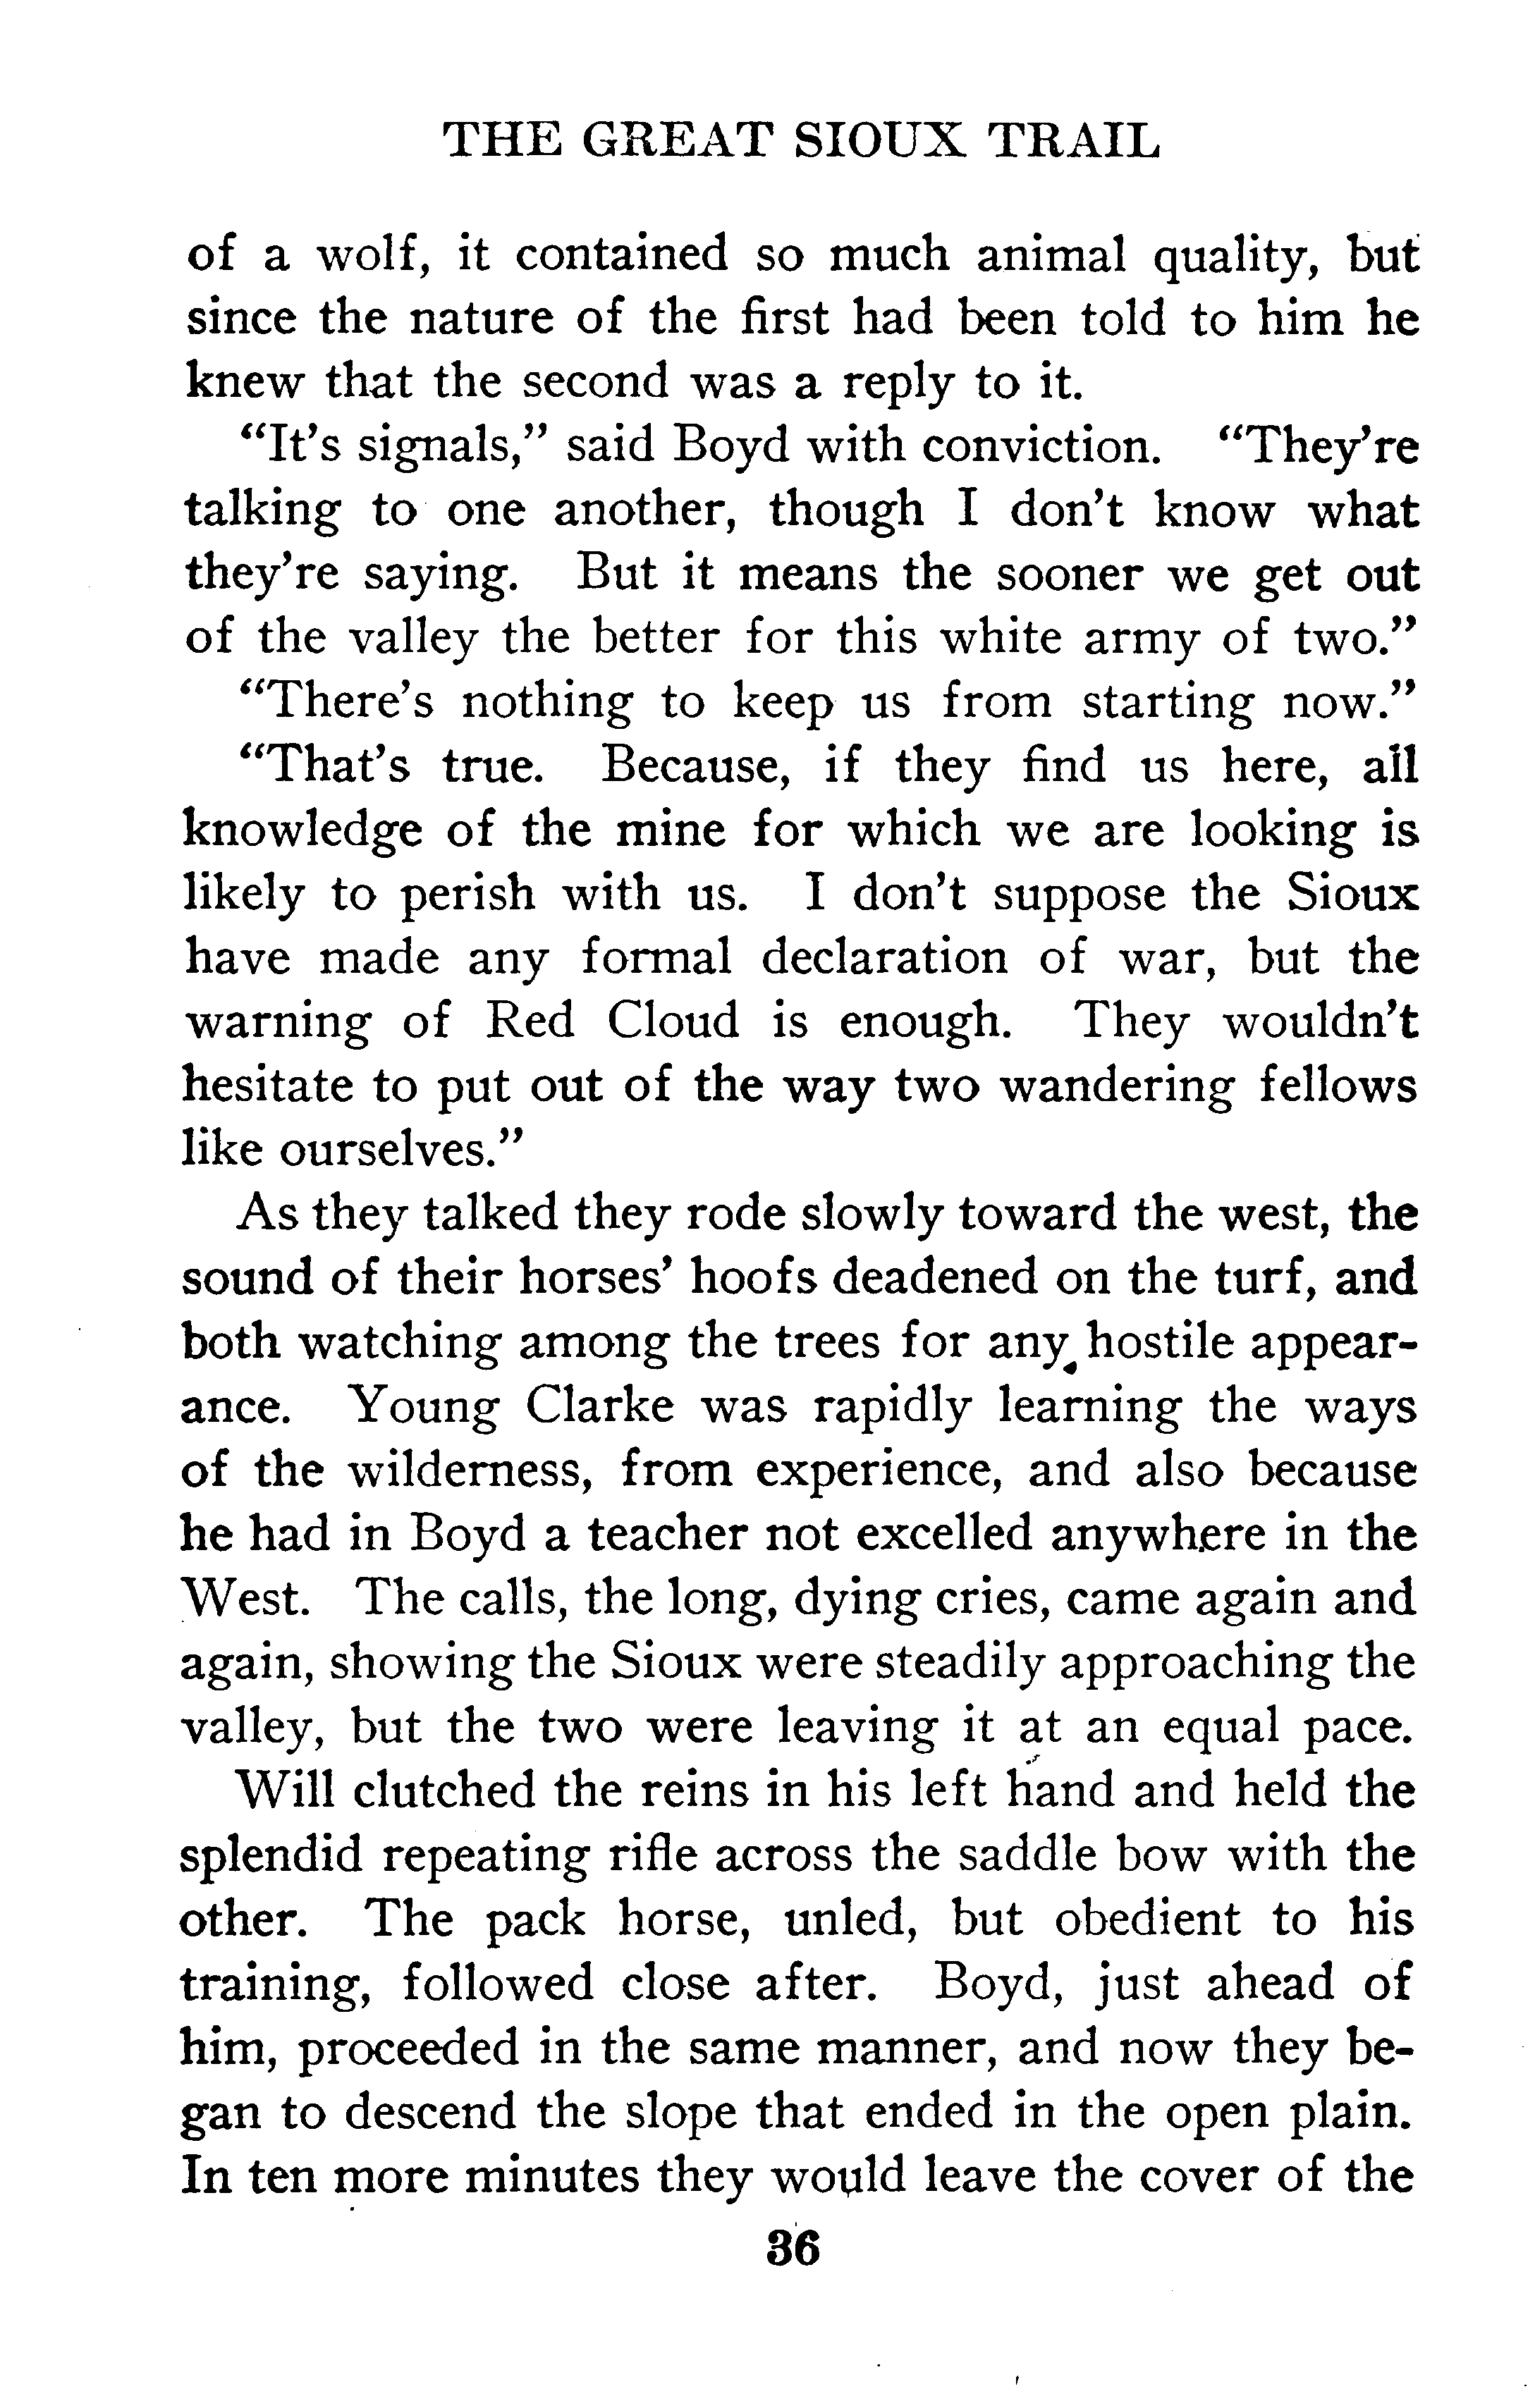 THE GREAT SIOUX TRAIL
of a wolf, it contained so much animal quality, but
since the nature of the first had been told to him he
knew that the second was a reply to it.
“It’s signals,” said Boyd with conviction. “They’re
talking to one another, though I don’t know what
they’re saying. But it means the sooner we get out
of the valley the better for this white army of two.”
“There’s nothing to keep us from starting now.”
“That’s true. Because, if they find us here, all
knowledge of the mine for which we are looking is
likely to perish with us. I don’t suppose the Sioux
have made any formal declaration of war, but the
warning of Red Cloud is enough. They wouldn’t
hesitate to put out of the way two wandering fellows
like ourselves.”
As they talked they rode slowly toward the west, the
sound of their horses’ hoofs deadened on the turf, and
both watching among the trees for any hostile appear-
ance. Young Clarke was rapidly learning the ways
of the wilderness, from experience, and also because
he had in Boyd a teacher not excelled anywhere in the
West. The calls, the long, dying cries, came again and
again, showing the Sioux were steadily approaching the
valley, but the two were leaving it at an equal pace.
Will clutched the reins in his left hand and held the
splendid repeating rifle across the saddle bow with the
other. The pack horse, unled, but obedient to his
training, followed close after. Boyd, just ahead of
him, proceeded in the same manner, and now they be-
gan to descend the slope that ended in the open plain.
In ten more minutes they would leave the cover of the
36